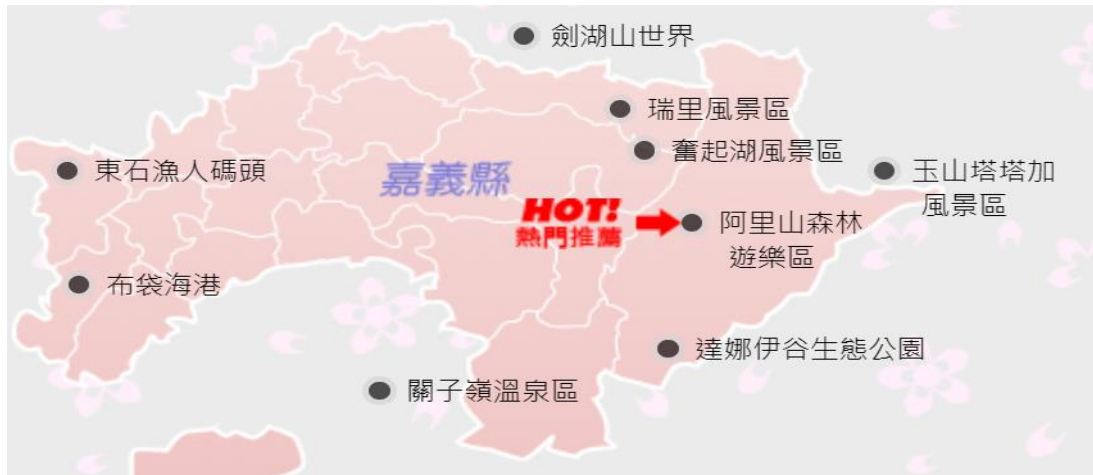 劍湖山世界
瑞里風景區
奮起湖風景區
東石漁人碼頭
嘉義縣
玉山塔塔加
風景區
HOT!
熱門推薦
阿里山森林
遊樂區
布袋海港
達娜伊谷生態公園
關子嶺溫泉區